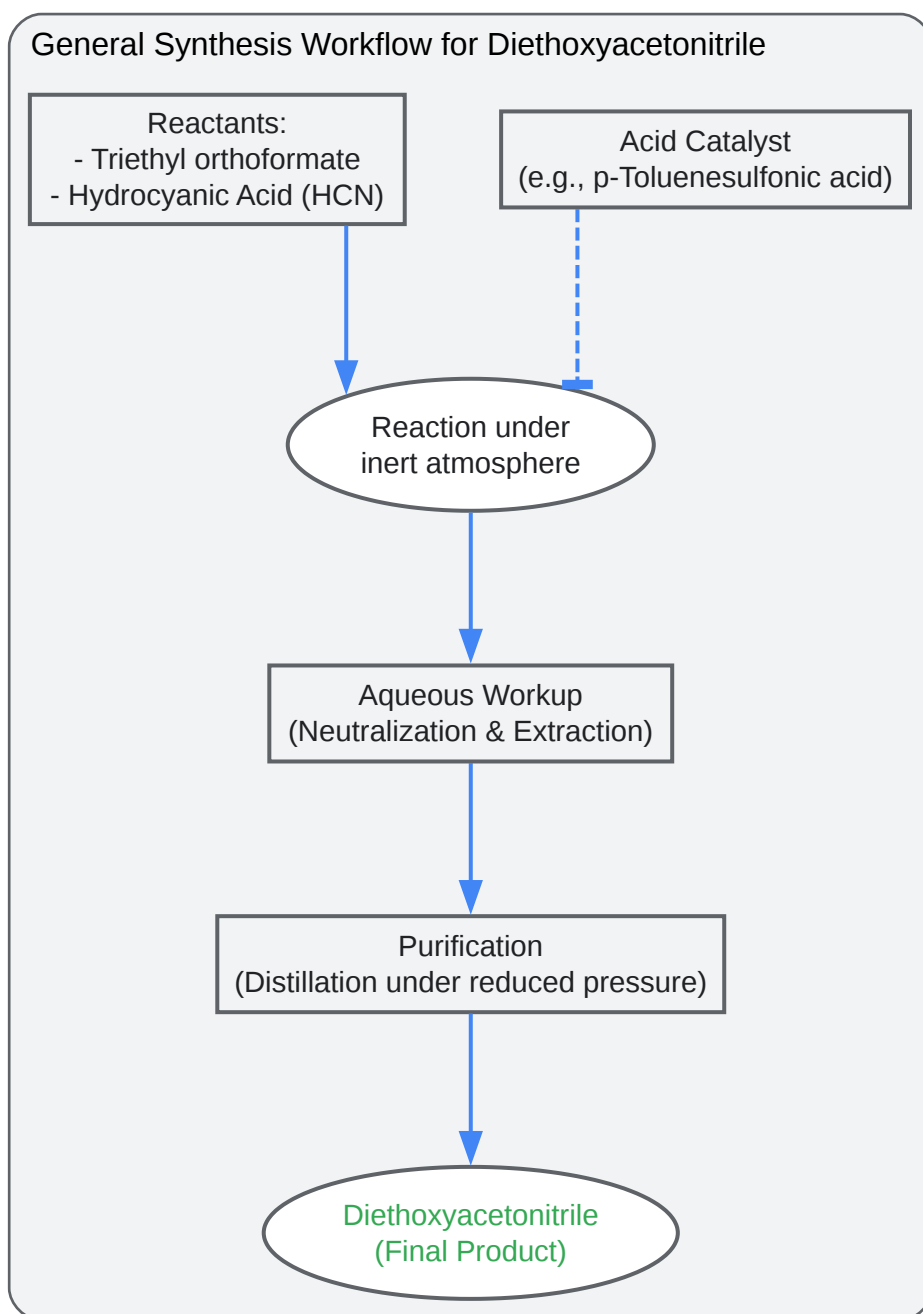 General Synthesis Workflow for Diethoxyacetonitrile
Reactants:
- Triethyl orthoformate
- Hydrocyanic Acid (HCN)
Acid Catalyst
(e.g., p-Toluenesulfonic acid)
Reaction under
inert atmosphere
Aqueous Workup
(Neutralization & Extraction)
Purification
(Distillation under reduced pressure)
Diethoxyacetonitrile
(Final Product)